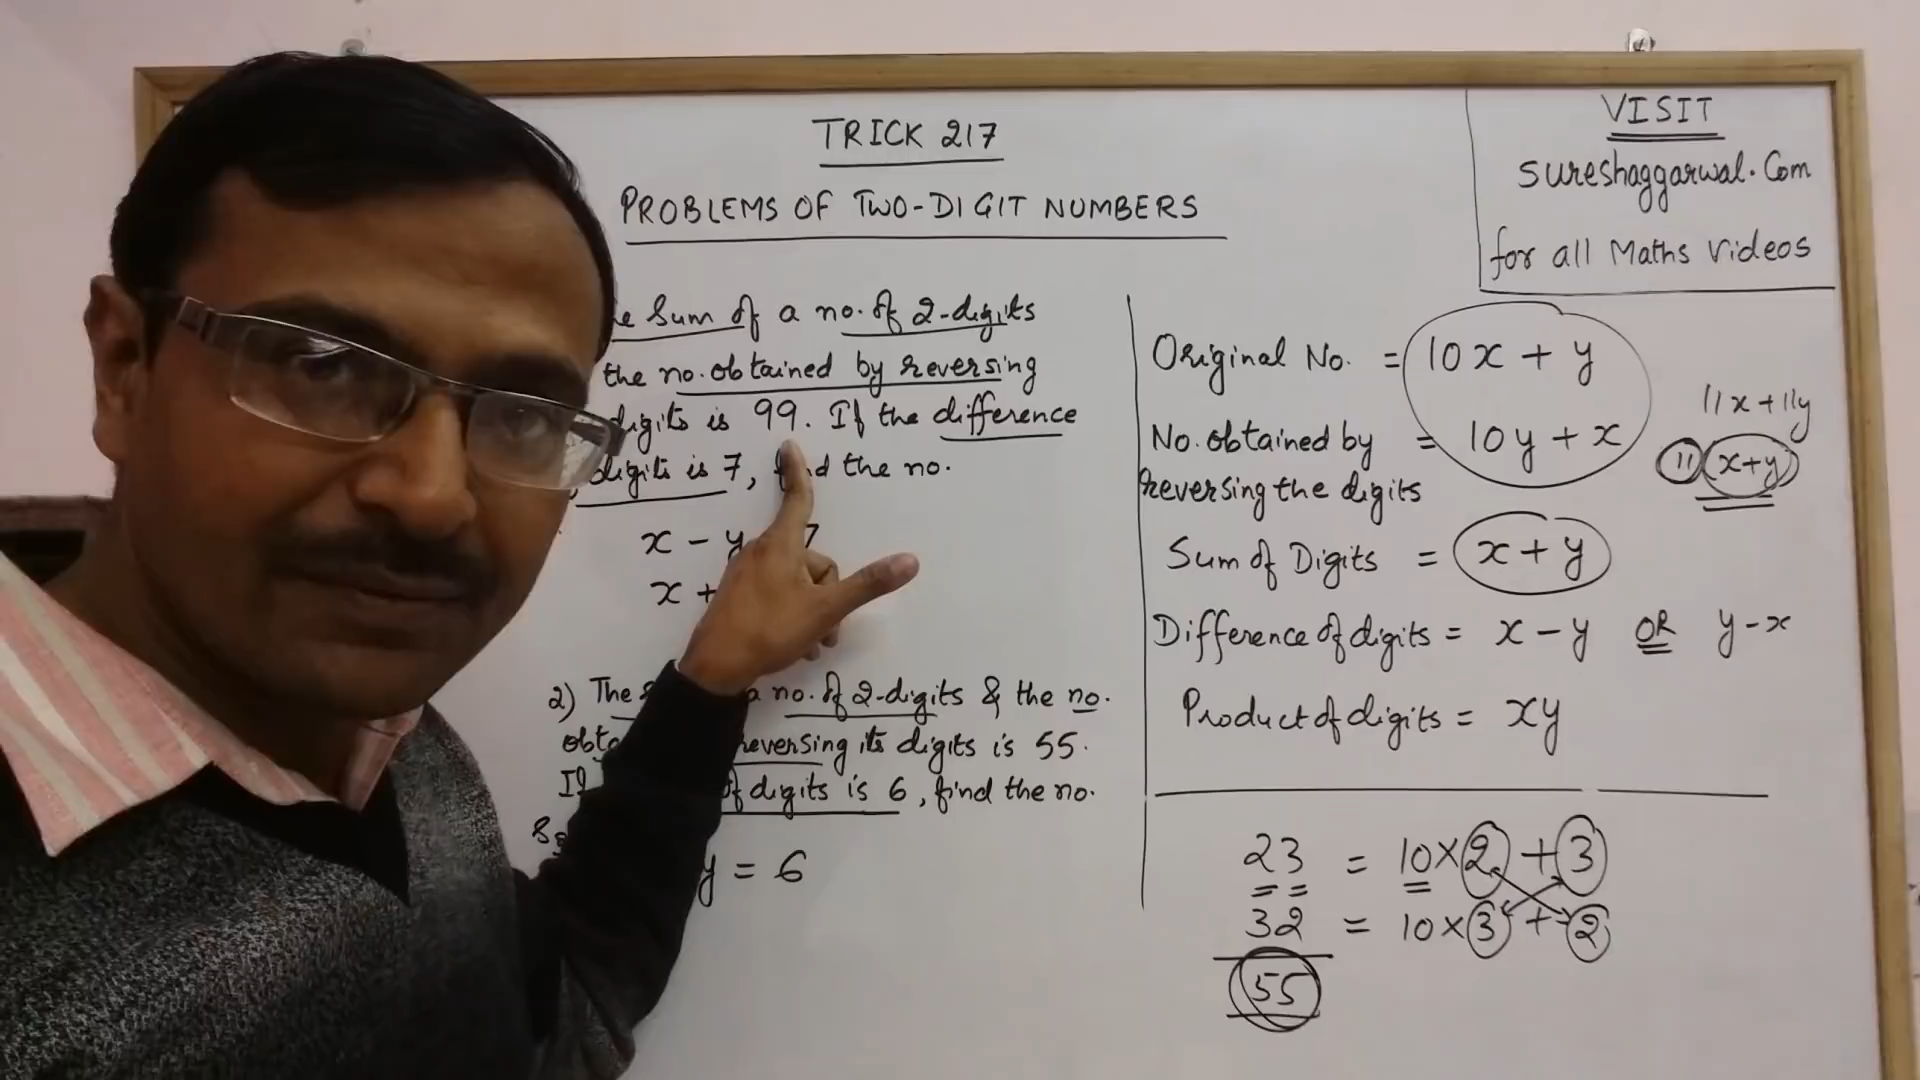 TRICK 217
PROBLEMS OF TWO-DIGIT NUMBERS
VISIT
sureshaggarwal.Com
for all Maths Videos
Sum of a no. of 2-digits
the no. obtained by reversing
digits is 99. If the difference
digits is 7, the no.
x - y 7
x +
2) The a no. of 2-digits & the no.
reversing its digits is 55.
If of digits is 6, find the no.
y = 6
Original No. = 10x + y
No. obtained by = 10y + x
reversing the digits
11x + 11y
11 (x+y)
Sum of Digits = x + y
Difference of digits = x - y OR y - x
Product of digits = xy
23 = 10 × 2 + 3
32 = 10 × 3 + 2
55